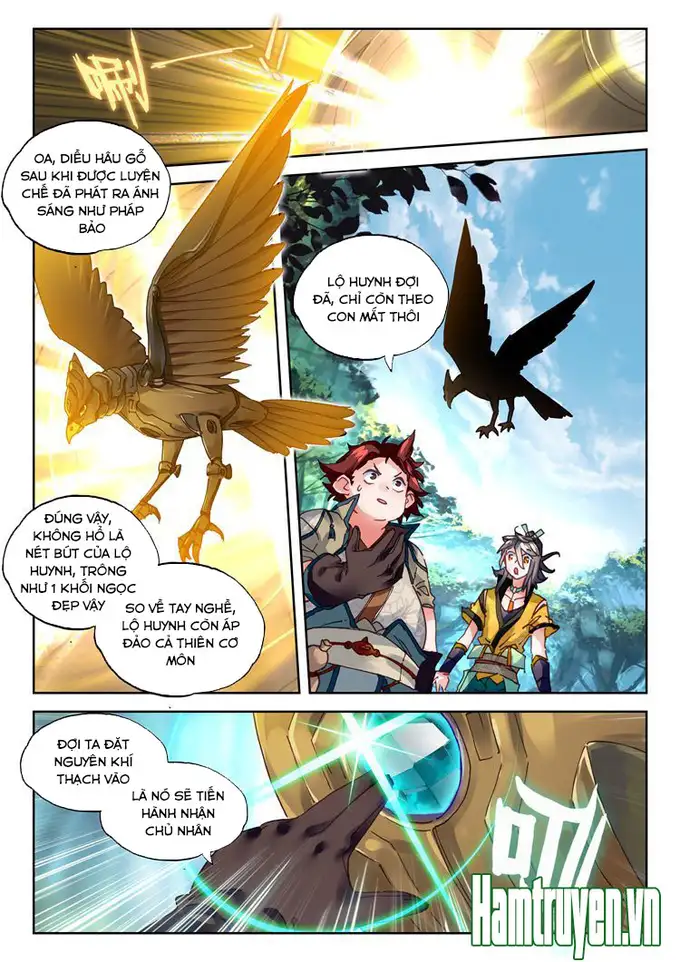 OA, DIỀU HÂU GỖ
SAU KHI ĐƯỢC LUYỆN
CHẾ ĐÃ PHÁT RA ÁNH
SÁNG NHƯ PHÁP
BẢO
LỘ HUYNH ĐỢI
ĐÃ, CHỈ CÒN THEO
CON MẮT THÔI
ĐÚNG VẬY,
KHÔNG HỔ LÀ
NÉT BÚT CỦA LỘ
HUYNH, TRÔNG
NHƯ 1 KHỐI NGỌC
ĐẸP VẬY
SO VỀ TAY NGHỀ,
LỘ HUYNH CÒN ÁP
ĐẢO CẢ THIÊN CƠ
MÔN
ĐỢI TA ĐẶT
NGUYÊN KHÍ
THẠCH VÀO
LÀ NÓ SẼ TIẾN
HÀNH NHẬN
CHỦ NHÂN
Hamtruyen.vn